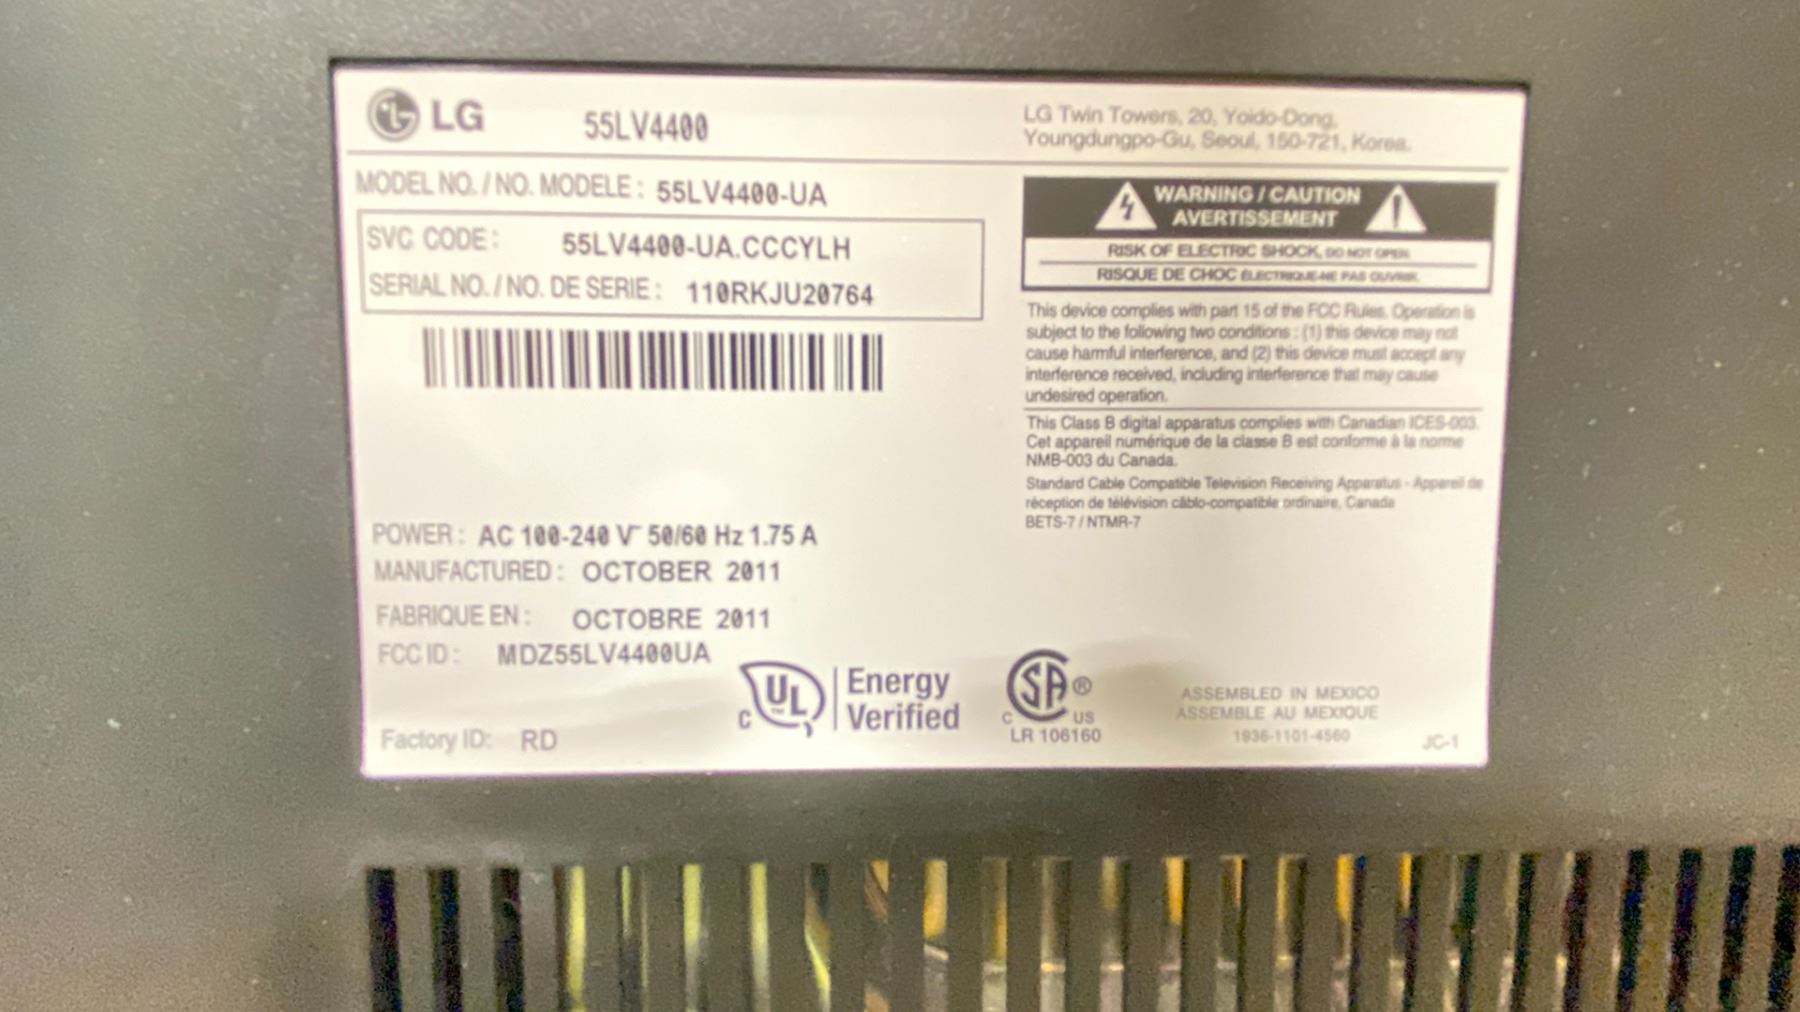 LG 55LV4400
LG Twin Towers, 20, Yoido-Dong,
Youngdungpo-Gu, Seoul, 150-721, Korea.
MODEL NO. / NO. MODELE : 55LV4400-UA
SVC CODE : 55LV4400-UA.CCCYLH
SERIAL NO. / NO. DE SERIE : 110RKJU20764
POWER : AC 100-240 V~ 50/60 Hz 1.75 A
MANUFACTURED : OCTOBER 2011
FABRIQUE EN : OCTOBRE 2011
FCC ID : MDZ55LV4400UA
Factory ID: RD
C UL ™ Energy
Verified
WARNING / CAUTION
AVERTISSEMENT
RISK OF ELECTRIC SHOCK, DO NOT OPEN.
RISQUE DE CHOC ÉLECTRIQUE-NE PAS OUVRIR.
This device complies with part 15 of the FCC Rules. Operation is
subject to the following two conditions : (1) this device may not
cause harmful interference, and (2) this device must accept any
interference received, including interference that may cause
undesired operation.
This Class B digital apparatus complies with Canadian ICES-003.
Cet appareil numérique de la classe B est conforme à la norme
NMB-003 du Canada.
Standard Cable Compatible Television Receiving Apparatus - Appareil de
réception de télévision câblo-compatible ordinaire, Canada
BETS-7 / NTMR-7
C SA ® US
LR 106160
ASSEMBLED IN MEXICO
ASSEMBLE AU MEXIQUE
1936-1101-4560
JC-1